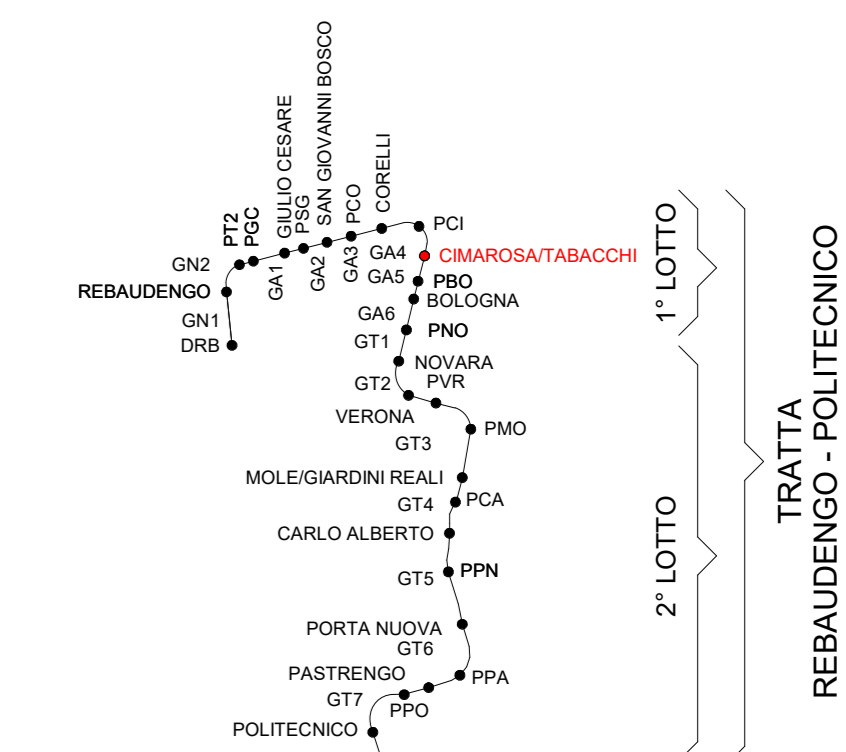 GIULIO CESARE
SAN GIOVANNI BOSCO
CORELLI
PT2
PGC
PSG
PCO
PCI
GN2
GA1
GA2
GA3
GA4
CIMAROSA/TABACCHI
REBAUDENGO
GA5
PBO
BOLOGNA
GN1
GA6
PNO
DRB
GT1
NOVARA
GT2
PVR
VERONA
PMO
GT3
MOLE/GIARDINI REALI
GT4
PCA
CARLO ALBERTO
GT5
PPN
PORTA NUOVA
GT6
PASTRENGO
PPA
GT7
PPO
POLITECNICO
1° LOTTO
2° LOTTO
TRATTA
REBAUDENGO - POLITECNICO